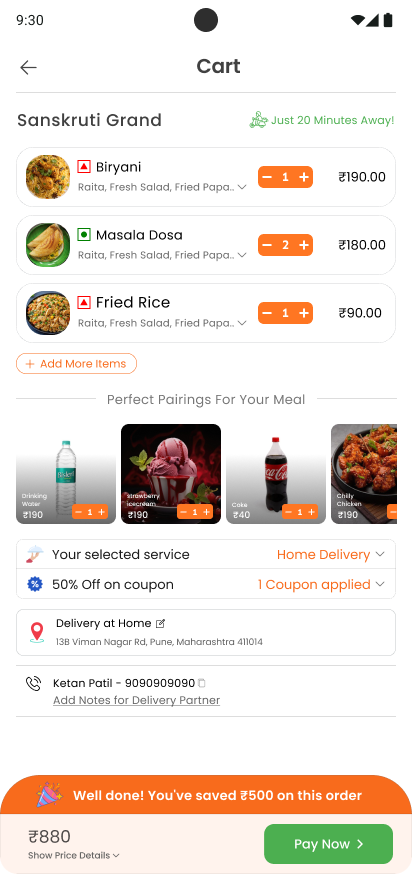 9:30
Cart
Sanskruti Grand
Just 20 Minutes Away!
Biryani
Raita, Fresh Salad, Fried Papa..
1
₹190.00
Masala Dosa
Raita, Fresh Salad, Fried Papa..
2
₹180.00
Fried Rice
Raita, Fresh Salad, Fried Papa..
1
₹90.00
+ Add More Items
Perfect Pairings For Your Meal
Drinking
Water
₹190
1
strawberry
icecream
₹190
1
Coca-Cola
Coke
₹40
1
Chilly
Chicken
₹190
Your selected service
Home Delivery
50% Off on coupon
1 Coupon applied
Delivery at Home
13B Viman Nagar Rd, Pune, Maharashtra 411014
Ketan Patil - 9090909090
Add Notes for Delivery Partner
Well done! You've saved ₹500 on this order
₹880
Show Price Details
Pay Now